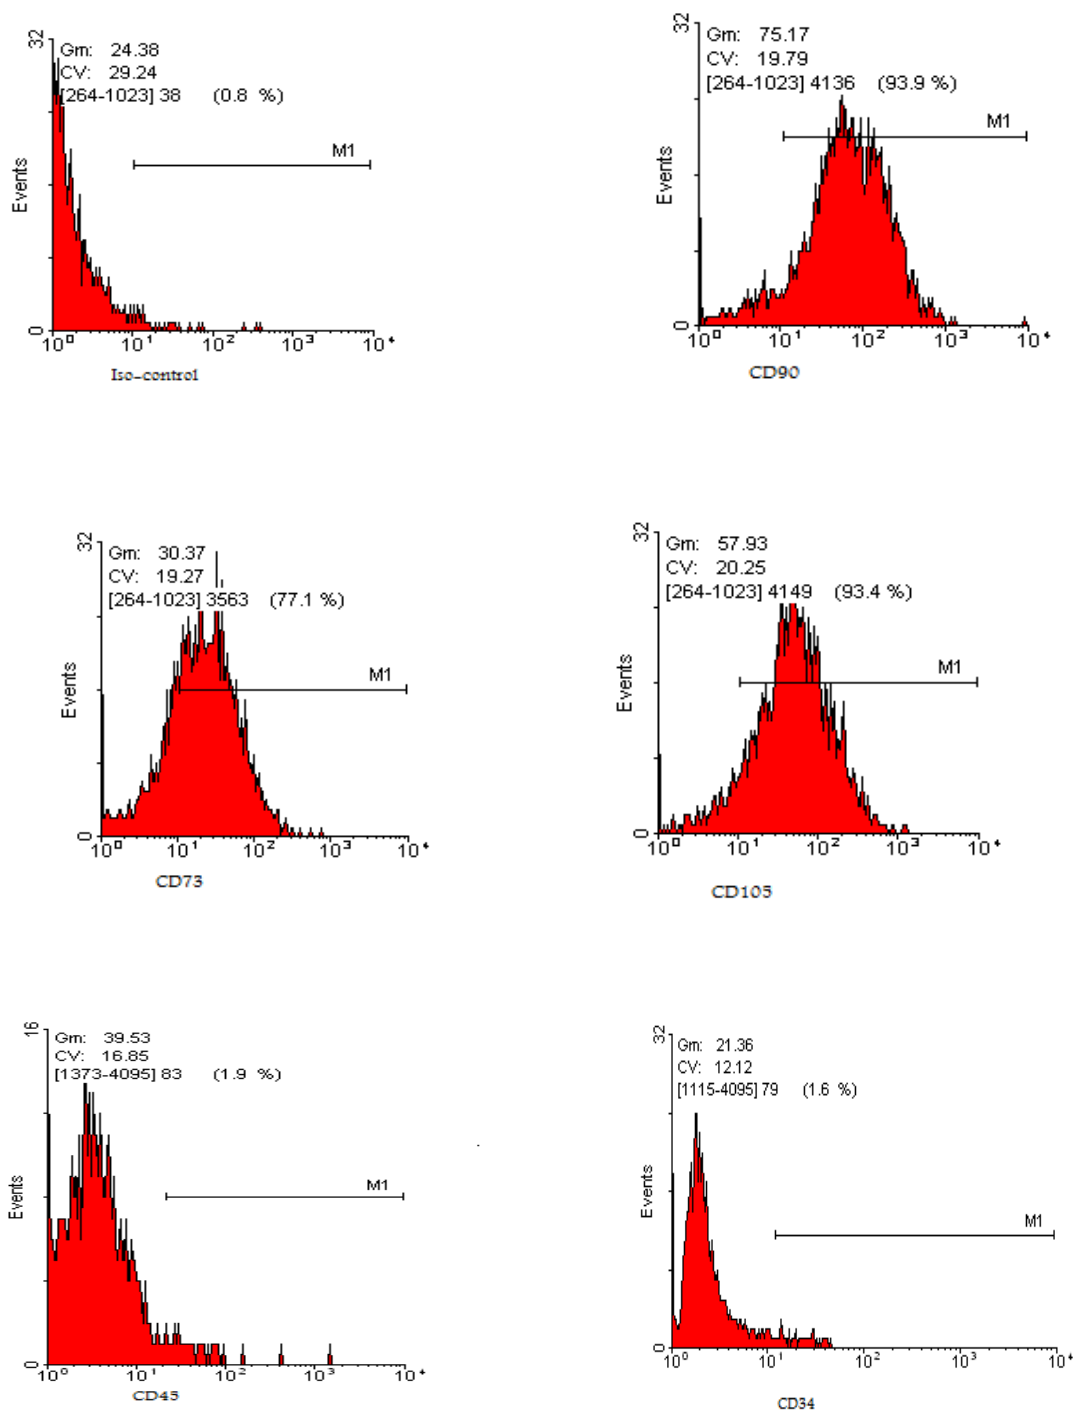 32
Gm: 24.38
CV: 29.24
[264-1023] 38 (0.8 %)
M1
Events
0
10⁰ 10¹ 10² 10³ 10⁴
Iso-control
32
Gm: 75.17
CV: 19.79
[264-1023] 4136 (93.9 %)
M1
Events
0
10⁰ 10¹ 10² 10³ 10⁴
CD90
32
Gm: 30.37
CV: 19.27
[264-1023] 3563 (77.1 %)
M1
Events
0
10⁰ 10¹ 10² 10³ 10⁴
CD73
32
Gm: 57.93
CV: 20.25
[264-1023] 4149 (93.4 %)
M1
Events
0
10⁰ 10¹ 10² 10³ 10⁴
CD105
16
Gm: 39.53
CV: 16.85
[1373-4095] 83 (1.9 %)
M1
Events
0
10⁰ 10¹ 10² 10³ 10⁴
CD45
32
Gm: 21.36
CV: 12.12
[1115-4095] 79 (1.6 %)
M1
Events
0
10⁰ 10¹ 10² 10³ 10⁴
CD34